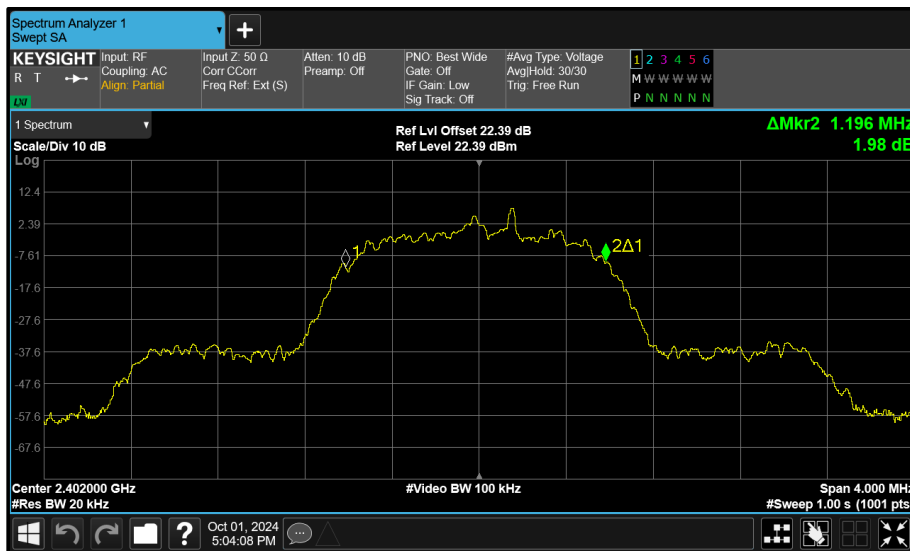 Spectrum Analyzer 1
Swept SA
+
KEYSIGHT
R T
LXI
Input: RF
Coupling: AC
Align: Partial
Input Z: 50 Ω
Corr CCorr
Freq Ref: Ext (S)
Atten: 10 dB
Preamp: Off
PNO: Best Wide
Gate: Off
IF Gain: Low
Sig Track: Off
#Avg Type: Voltage
Avg|Hold: 30/30
Trig: Free Run
1 2 3 4 5 6
M W W W W W
P N N N N N
1 Spectrum
Scale/Div 10 dB
Log
Ref Lvl Offset 22.39 dB
Ref Level 22.39 dBm
ΔMkr2 1.196 MHz
1.98 dB
12.4
2.39
-7.61
-17.6
-27.6
-37.6
-47.6
-57.6
-67.6
1
2Δ1
Center 2.402000 GHz
#Res BW 20 kHz
#Video BW 100 kHz
Span 4.000 MHz
#Sweep 1.00 s (1001 pts
?
Oct 01, 2024
5:04:08 PM